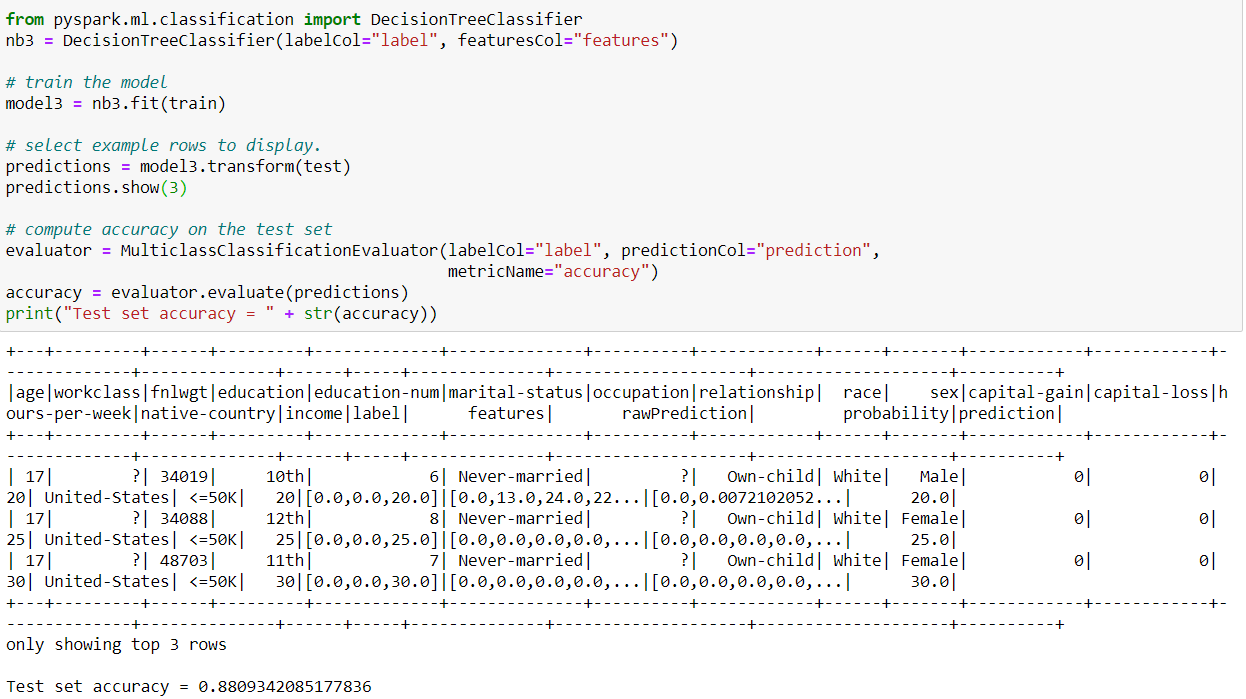 from pyspark.ml.classification import DecisionTreeClassifier
nb3 = DecisionTreeClassifier(labelCol="label", featuresCol="features")

# train the model
model3 = nb3.fit(train)

# select example rows to display.
predictions = model3.transform(test)
predictions.show(3)

# compute accuracy on the test set
evaluator = MulticlassClassificationEvaluator(labelCol="label", predictionCol="prediction",
                                              metricName="accuracy")
accuracy = evaluator.evaluate(predictions)
print("Test set accuracy = " + str(accuracy))

+---+---------+------+---------+-------------+--------------+----------+------------+------+-------+------------+------------+-
-------------+--------------+------+-----+--------------+--------------------+--------------------+----------+
|age|workclass|fnlwgt|education|education-num|marital-status|occupation|relationship|  race|    sex|capital-gain|capital-loss|h
ours-per-week|native-country|income|label|      features|       rawPrediction|         probability|prediction|
+---+---------+------+---------+-------------+--------------+----------+------------+------+-------+------------+------------+-
-------------+--------------+------+-----+--------------+--------------------+--------------------+----------+
| 17|        ?| 34019|     10th|            6| Never-married|         ?|   Own-child| White|   Male|           0|           0|
20| United-States| <=50K|   20|[0.0,0.0,20.0]|[0.0,13.0,24.0,22...|[0.0,0.0072102052...|      20.0|
| 17|        ?| 34088|     12th|            8| Never-married|         ?|   Own-child| White| Female|           0|           0|
25| United-States| <=50K|   25|[0.0,0.0,25.0]|[0.0,0.0,0.0,0.0,...|[0.0,0.0,0.0,0.0,...|      25.0|
| 17|        ?| 48703|     11th|            7| Never-married|         ?|   Own-child| White| Female|           0|           0|
30| United-States| <=50K|   30|[0.0,0.0,30.0]|[0.0,0.0,0.0,0.0,...|[0.0,0.0,0.0,0.0,...|      30.0|
+---+---------+------+---------+-------------+--------------+----------+------------+------+-------+------------+------------+-
-------------+--------------+------+-----+--------------+--------------------+--------------------+----------+
only showing top 3 rows

Test set accuracy = 0.8809342085177836